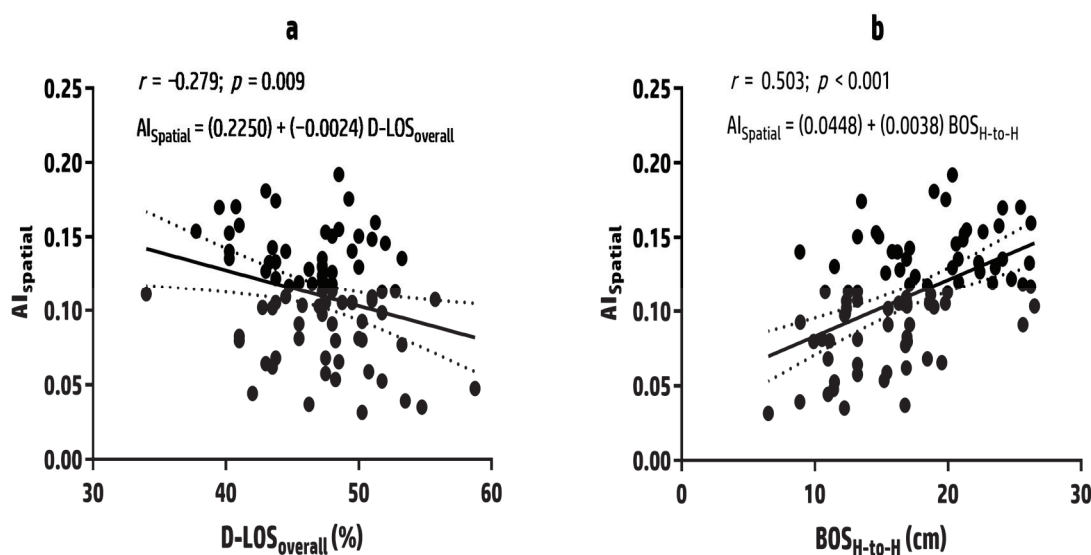 a
r = −0.279; p = 0.009
AISpatial = (0.2250) + (−0.0024) D-LOSoverall
0.25
0.20
0.15
0.10
0.05
0.00
AIspatial
30
40
50
60
D-LOSoverall (%)
b
r = 0.503; p < 0.001
AISpatial = (0.0448) + (0.0038) BOSH-to-H
0.25
0.20
0.15
0.10
0.05
0.00
AIspatial
0
10
20
30
BOSH-to-H (cm)